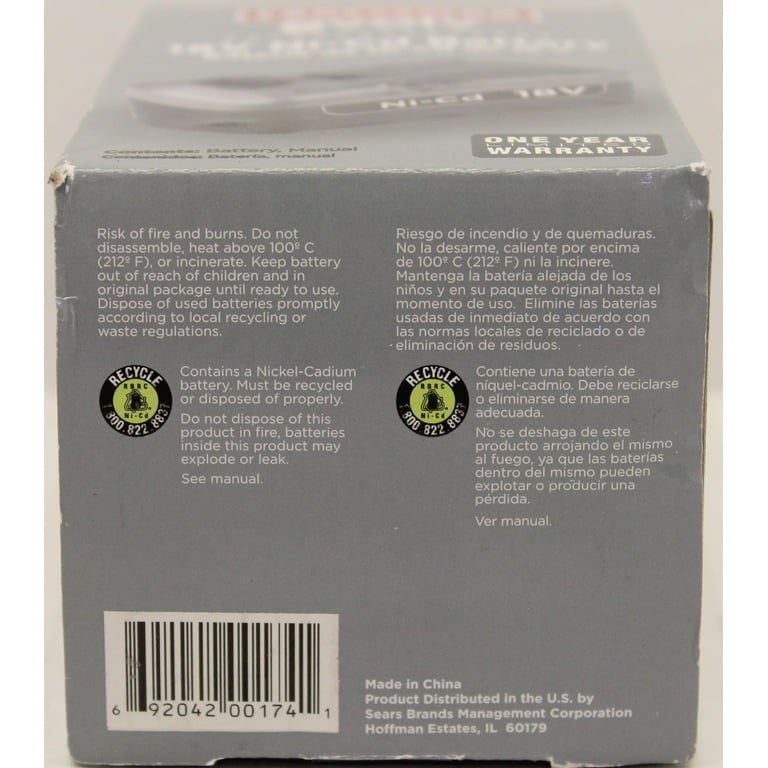 Ni-Cd 18V
Contents: Battery, Manual
Contenidos: Batería, manual
ONE YEAR
LIMITED
WARRANTY
Risk of fire and burns. Do not
disassemble, heat above 100º C
(212º F), or incinerate. Keep battery
out of reach of children and in
original package until ready to use.
Dispose of used batteries promptly
according to local recycling or
waste regulations.
RECYCLE
RBRC
Ni-Cd
1.800.822.8837
Contains a Nickel-Cadium
battery. Must be recycled
or disposed of properly.
Do not dispose of this
product in fire, batteries
inside this product may
explode or leak.
See manual.
Riesgo de incendio y de quemaduras.
No la desarme, caliente por encima
de 100º C (212º F) ni la incinere.
Mantenga la batería alejada de los
niños y en su paquete original hasta el
momento de uso. Elimine las baterías
usadas de inmediato de acuerdo con
las normas locales de reciclado o de
eliminación de residuos.
RECYCLE
RBRC
Ni-Cd
1.800.822.8837
Contiene una batería de
níquel-cadmio. Debe reciclarse
o eliminarse de manera
adecuada.
No se deshaga de este
producto arrojando el mismo
al fuego, ya que las baterías
dentro del mismo pueden
explotar o producir una
pérdida.
Ver manual.
6 92042 00174 1
Made in China
Product Distributed in the U.S. by
Sears Brands Management Corporation
Hoffman Estates, IL 60179